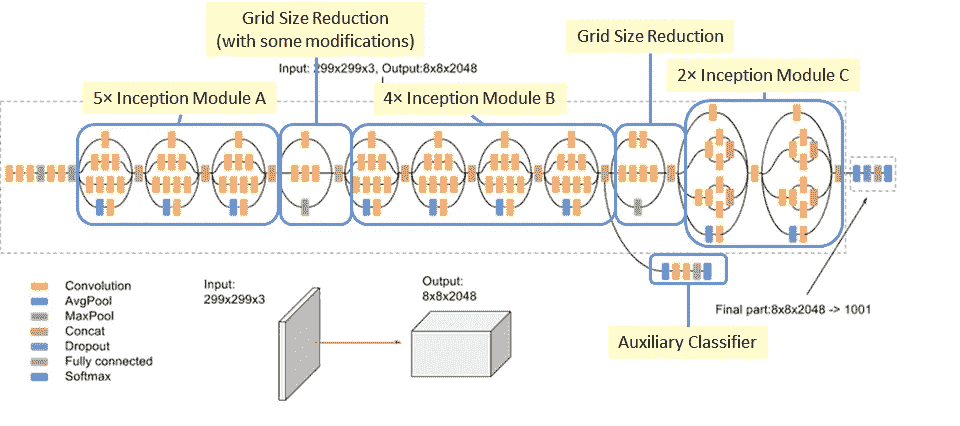 Grid Size Reduction
(with some modifications)
Grid Size Reduction
Input: 299x299x3, Output:8x8x2048
2× Inception Module C
5× Inception Module A
4× Inception Module B
Convolution
AvgPool
MaxPool
Concat
Dropout
Fully connected
Softmax
Input:
299x299x3
Output:
8x8x2048
Final part:8x8x2048 -> 1001
Auxiliary Classifier